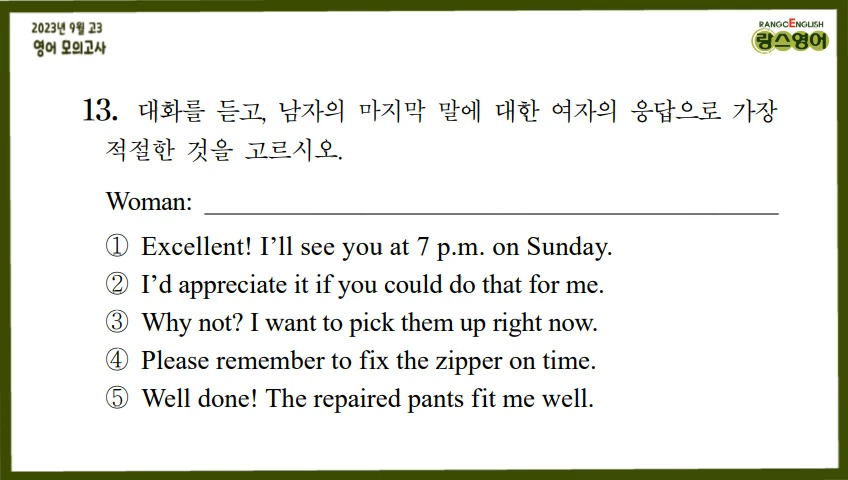 2023년 9월 고3
영어 모의고사
RANGOENGLISH
랑스영어
13. 대화를 듣고, 남자의 마지막 말에 대한 여자의 응답으로 가장
적절한 것을 고르시오.
Woman:
① Excellent! I’ll see you at 7 p.m. on Sunday.
② I’d appreciate it if you could do that for me.
③ Why not? I want to pick them up right now.
④ Please remember to fix the zipper on time.
⑤ Well done! The repaired pants fit me well.